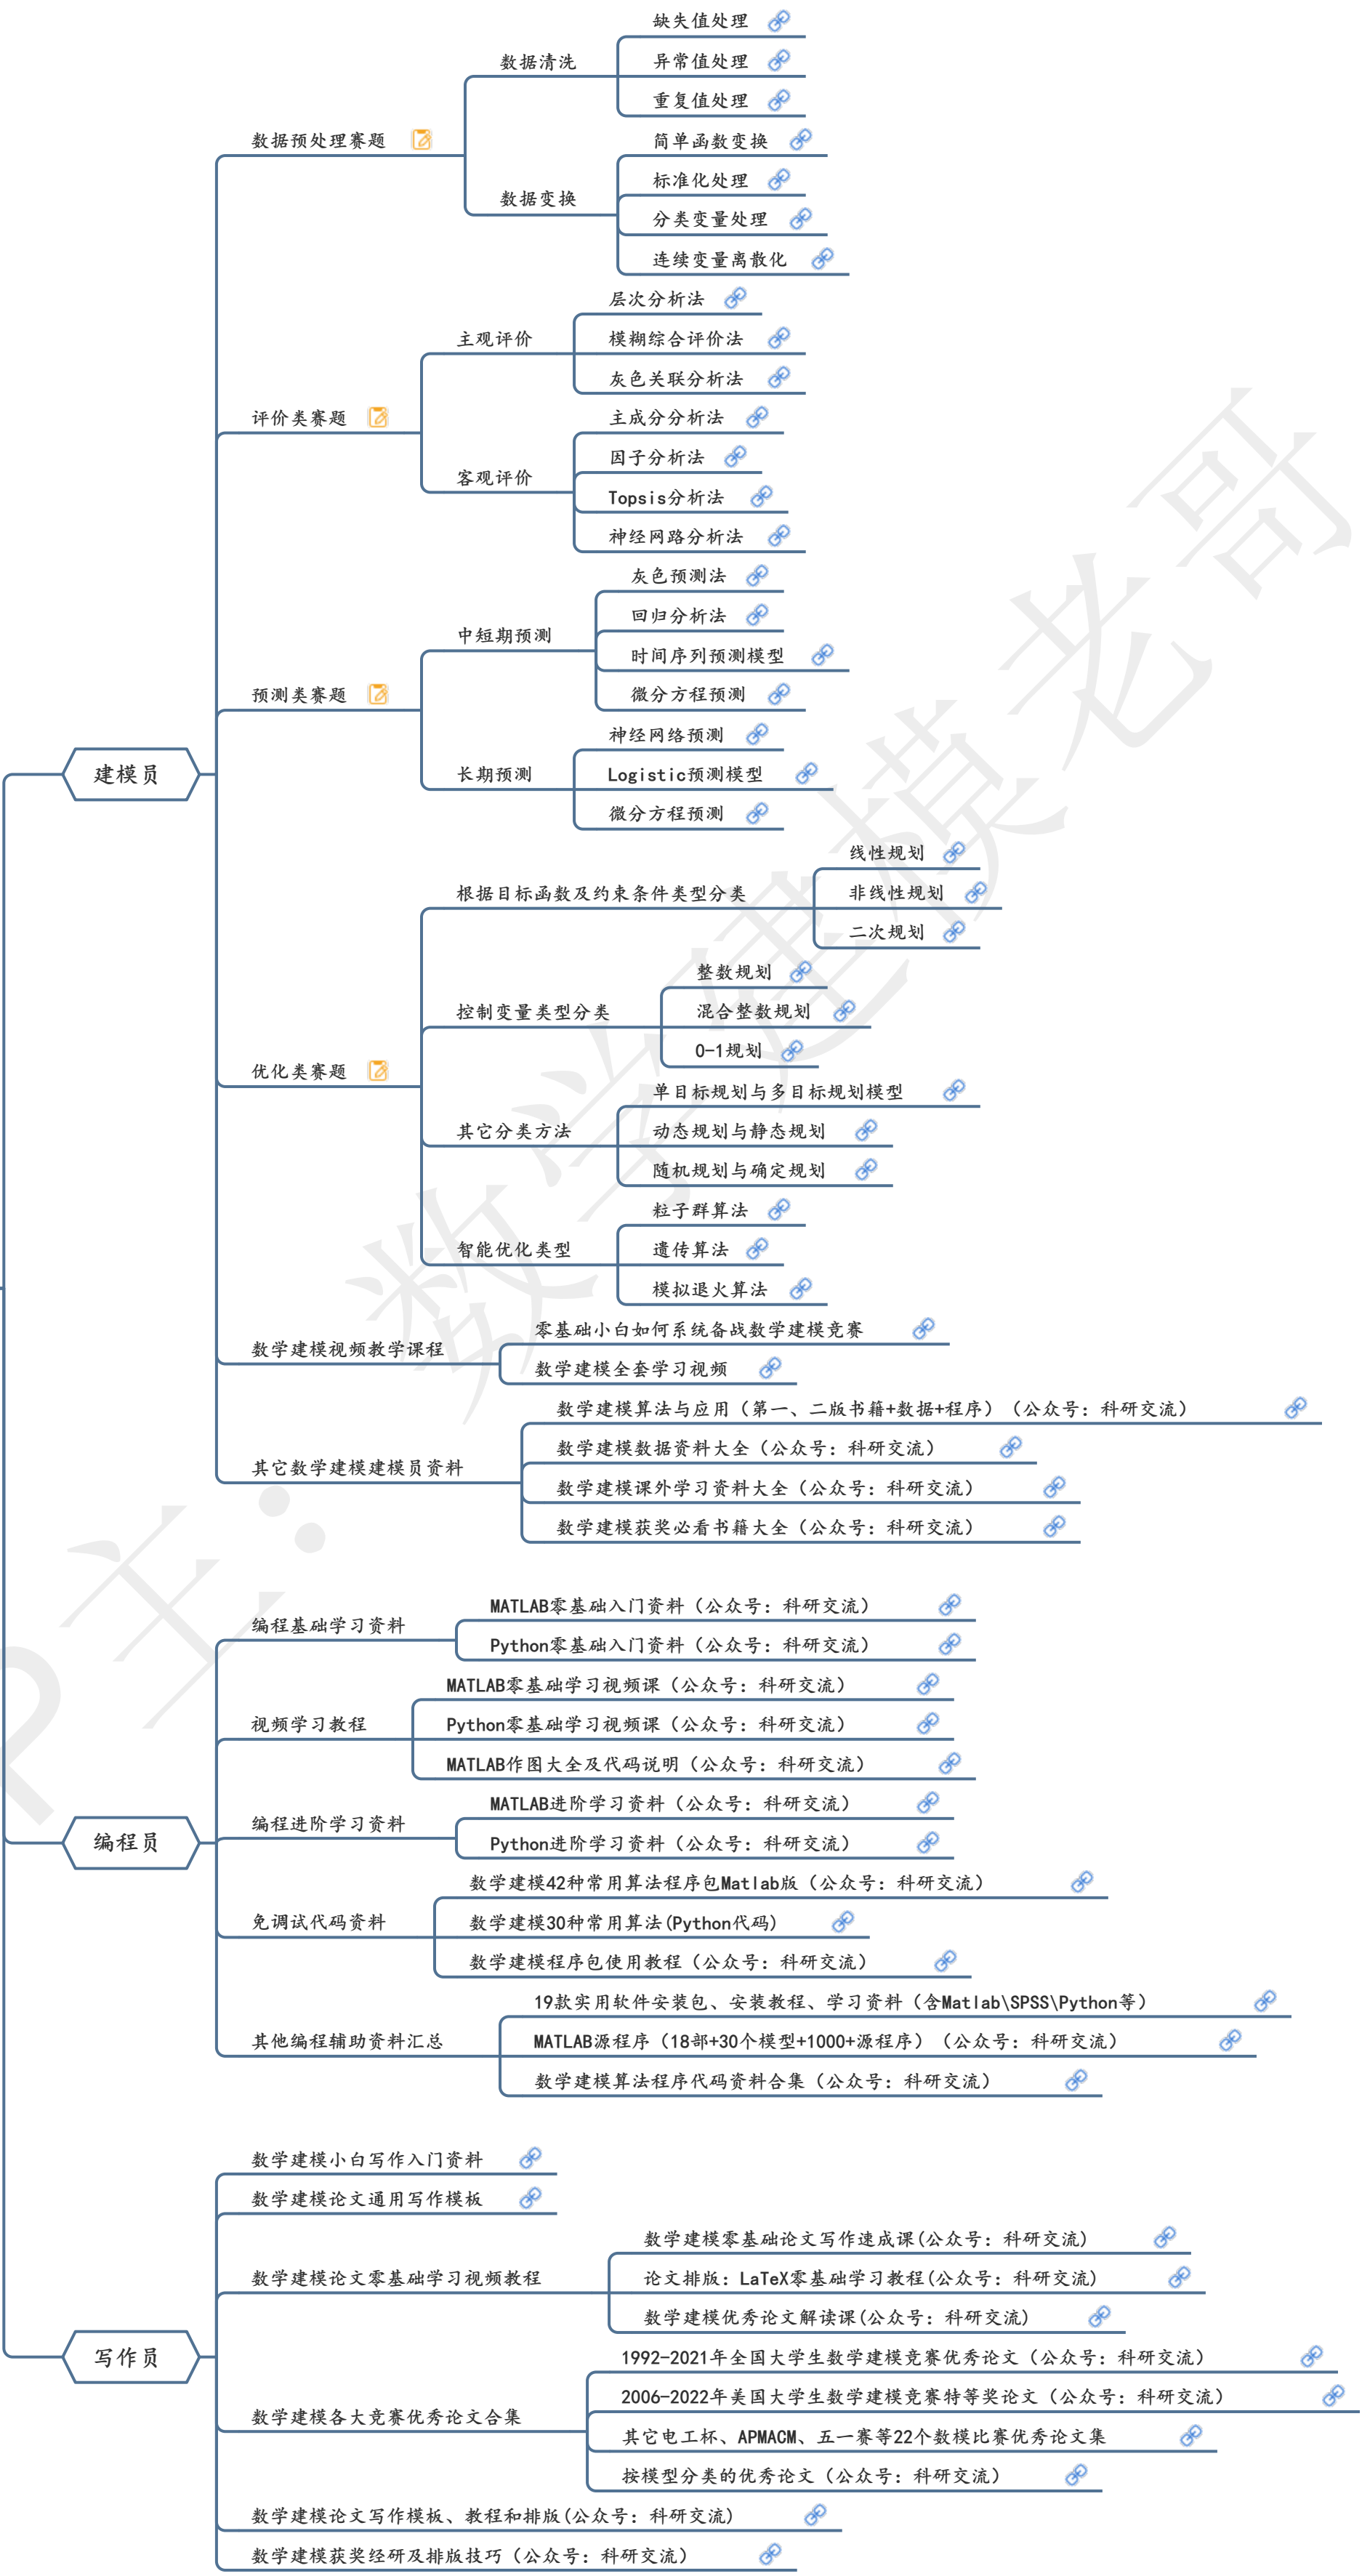 建模员
数据预处理赛题
数据清洗
缺失值处理
异常值处理
重复值处理
数据变换
简单函数变换
标准化处理
分类变量处理
连续变量离散化
评价类赛题
主观评价
层次分析法
模糊综合评价法
灰色关联分析法
客观评价
主成分分析法
因子分析法
Topsis分析法
神经网路分析法
预测类赛题
中短期预测
灰色预测法
回归分析法
时间序列预测模型
微分方程预测
长期预测
神经网络预测
Logistic预测模型
微分方程预测
优化类赛题
根据目标函数及约束条件类型分类
线性规划
非线性规划
二次规划
控制变量类型分类
整数规划
混合整数规划
0-1规划
其它分类方法
单目标规划与多目标规划模型
动态规划与静态规划
随机规划与确定规划
智能优化类型
粒子群算法
遗传算法
模拟退火算法
数学建模视频教学课程
零基础小白如何系统备战数学建模竞赛
数学建模全套学习视频
其它数学建模建模员资料
数学建模算法与应用（第一、二版书籍+数据+程序）（公众号：科研交流）
数学建模数据资料大全（公众号：科研交流）
数学建模课外学习资料大全（公众号：科研交流）
数学建模获奖必看书籍大全（公众号：科研交流）
编程员
编程基础学习资料
MATLAB零基础入门资料（公众号：科研交流）
Python零基础入门资料（公众号：科研交流）
视频学习教程
MATLAB零基础学习视频课（公众号：科研交流）
Python零基础学习视频课（公众号：科研交流）
MATLAB作图大全及代码说明（公众号：科研交流）
编程进阶学习资料
MATLAB进阶学习资料（公众号：科研交流）
Python进阶学习资料（公众号：科研交流）
免调试代码资料
数学建模42种常用算法程序包Matlab版（公众号：科研交流）
数学建模30种常用算法(Python代码)
数学建模程序包使用教程（公众号：科研交流）
其他编程辅助资料汇总
19款实用软件安装包、安装教程、学习资料（含Matlab\SPSS\Python等）
MATLAB源程序（18部+30个模型+1000+源程序）（公众号：科研交流）
数学建模算法程序代码资料合集（公众号：科研交流）
写作员
数学建模小白写作入门资料
数学建模论文通用写作模板
数学建模论文零基础学习视频教程
数学建模零基础论文写作速成课(公众号：科研交流)
论文排版：LaTeX零基础学习教程(公众号：科研交流)
数学建模优秀论文解读课(公众号：科研交流)
数学建模各大竞赛优秀论文合集
1992-2021年全国大学生数学建模竞赛优秀论文（公众号：科研交流）
2006-2022年美国大学生数学建模竞赛特等奖论文（公众号：科研交流）
其它电工杯、APMACM、五一赛等22个数模比赛优秀论文集
按模型分类的优秀论文（公众号：科研交流）
数学建模论文写作模板、教程和排版(公众号：科研交流)
数学建模获奖经研及排版技巧（公众号：科研交流）
P主：数学建模老哥